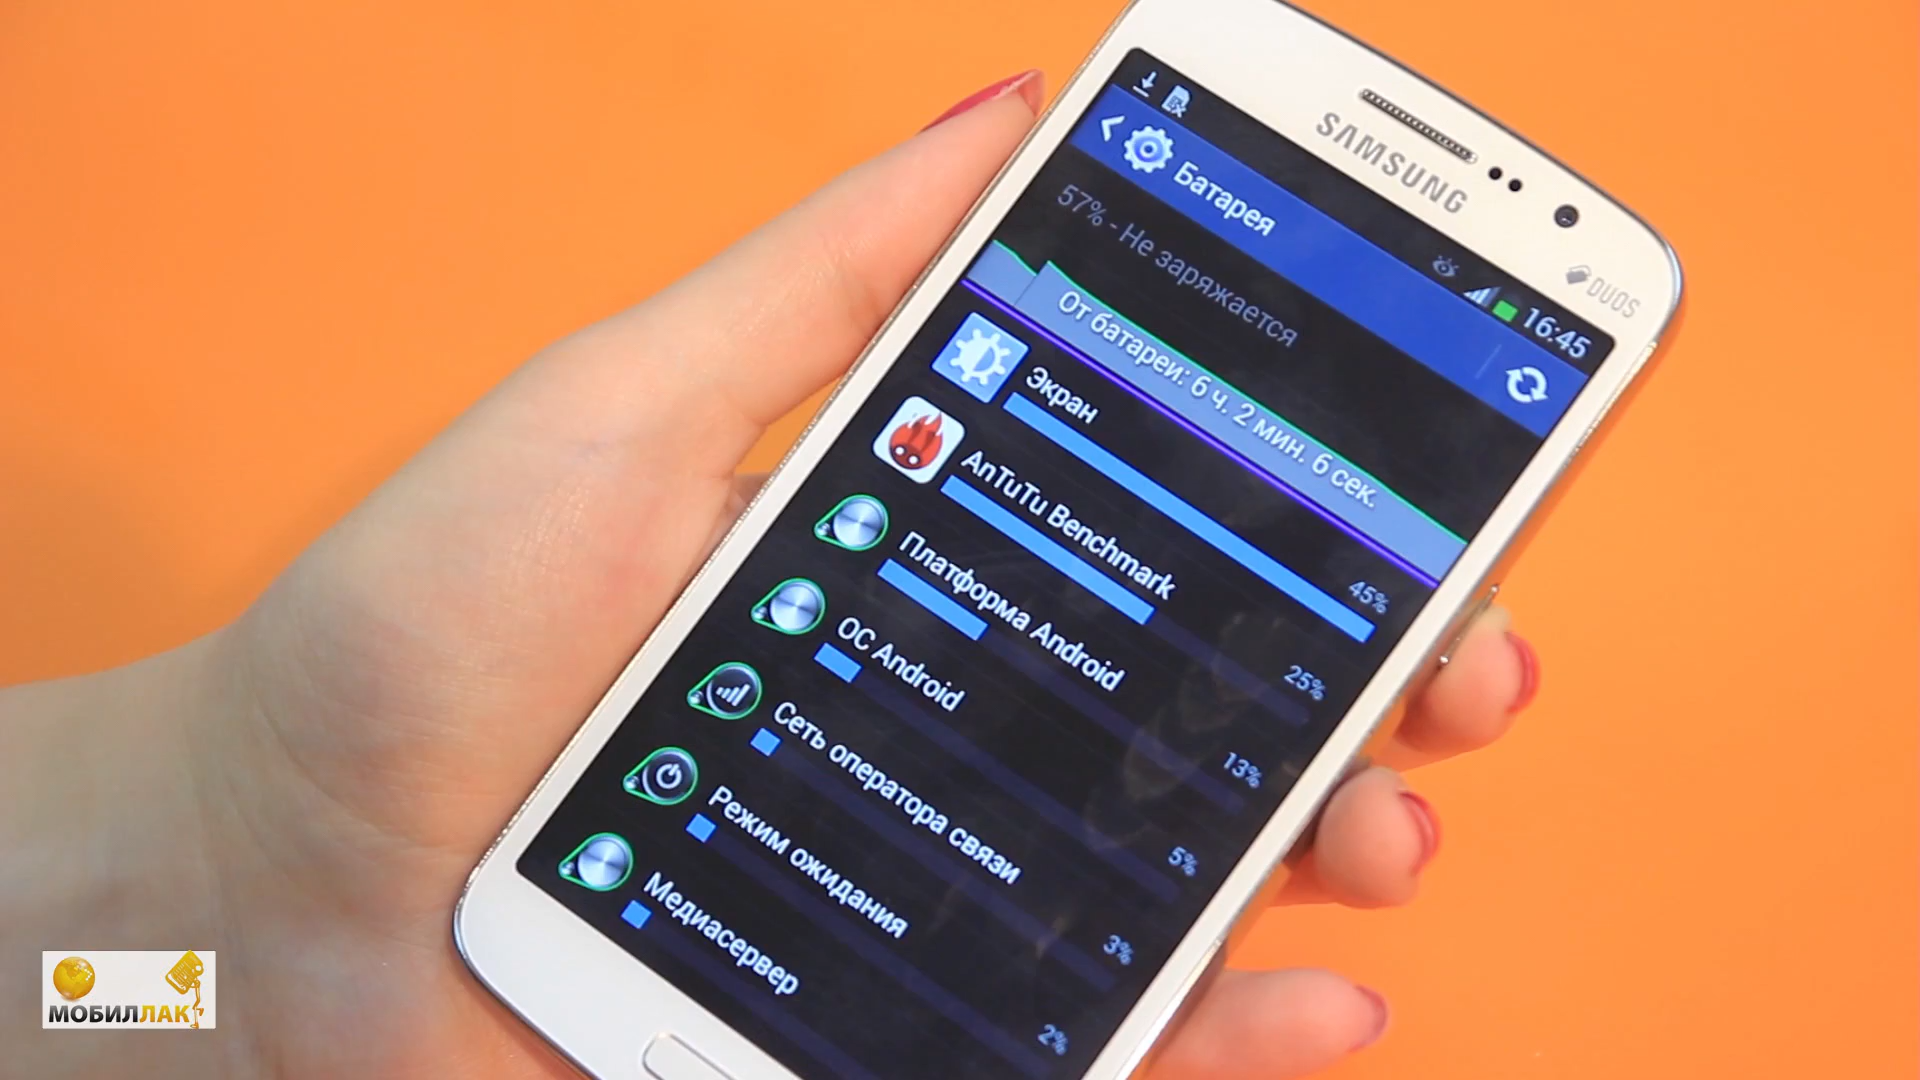 SAMSUNG
DUOS
16:45
Батарея
57% - Не заряжается
От батареи: 6 ч. 2 мин. 6 сек.
Экран
45%
AnTuTu Benchmark
25%
Платформа Android
13%
ОС Android
5%
Сеть оператора связи
3%
Режим ожидания
2%
Медиасервер
МОБИЛЛАК